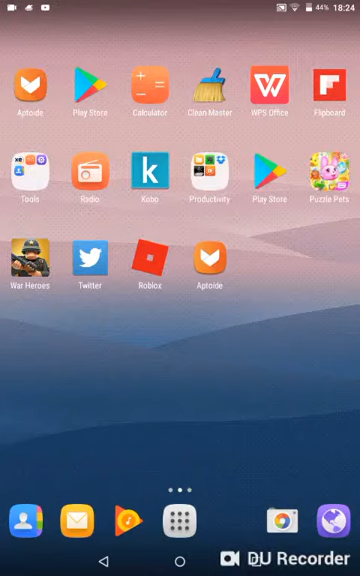 44% 18:24
Aptoide Play Store Calculator Clean Master WPS Office Flipboard
Tools Radio Kobo Productivity Play Store Puzzle Pets
War Heroes Twitter Roblox Aptoide
DU Recorder